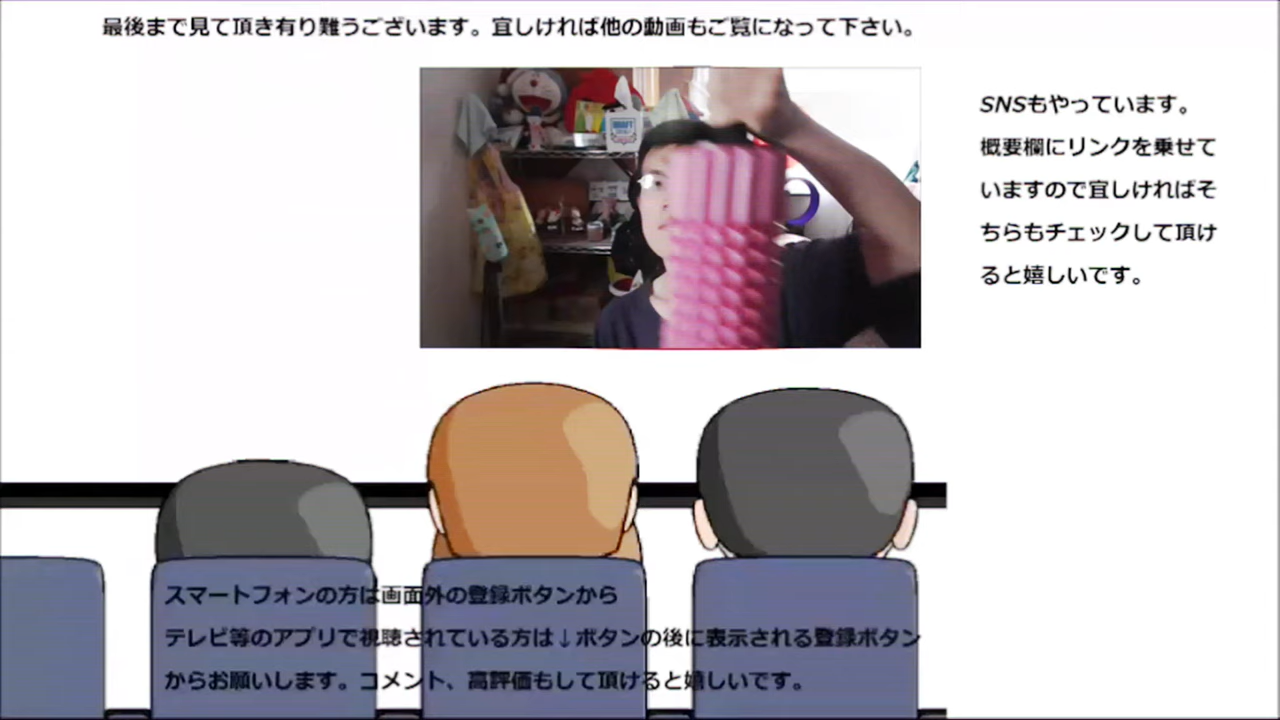 最後まで見て頂き有り難うございます。宜しければ他の動画もご覧になって下さい。
SNSもやっています。
概要欄にリンクを乗せて
いますので宜しければそ
ちらもチェックして頂け
ると嬉しいです。
スマートフォンの方は画面外の登録ボタンから
テレビ等のアプリで視聴されている方は↓ボタンの後に表示される登録ボタン
からお願いします。コメント、高評価もして頂けると嬉しいです。